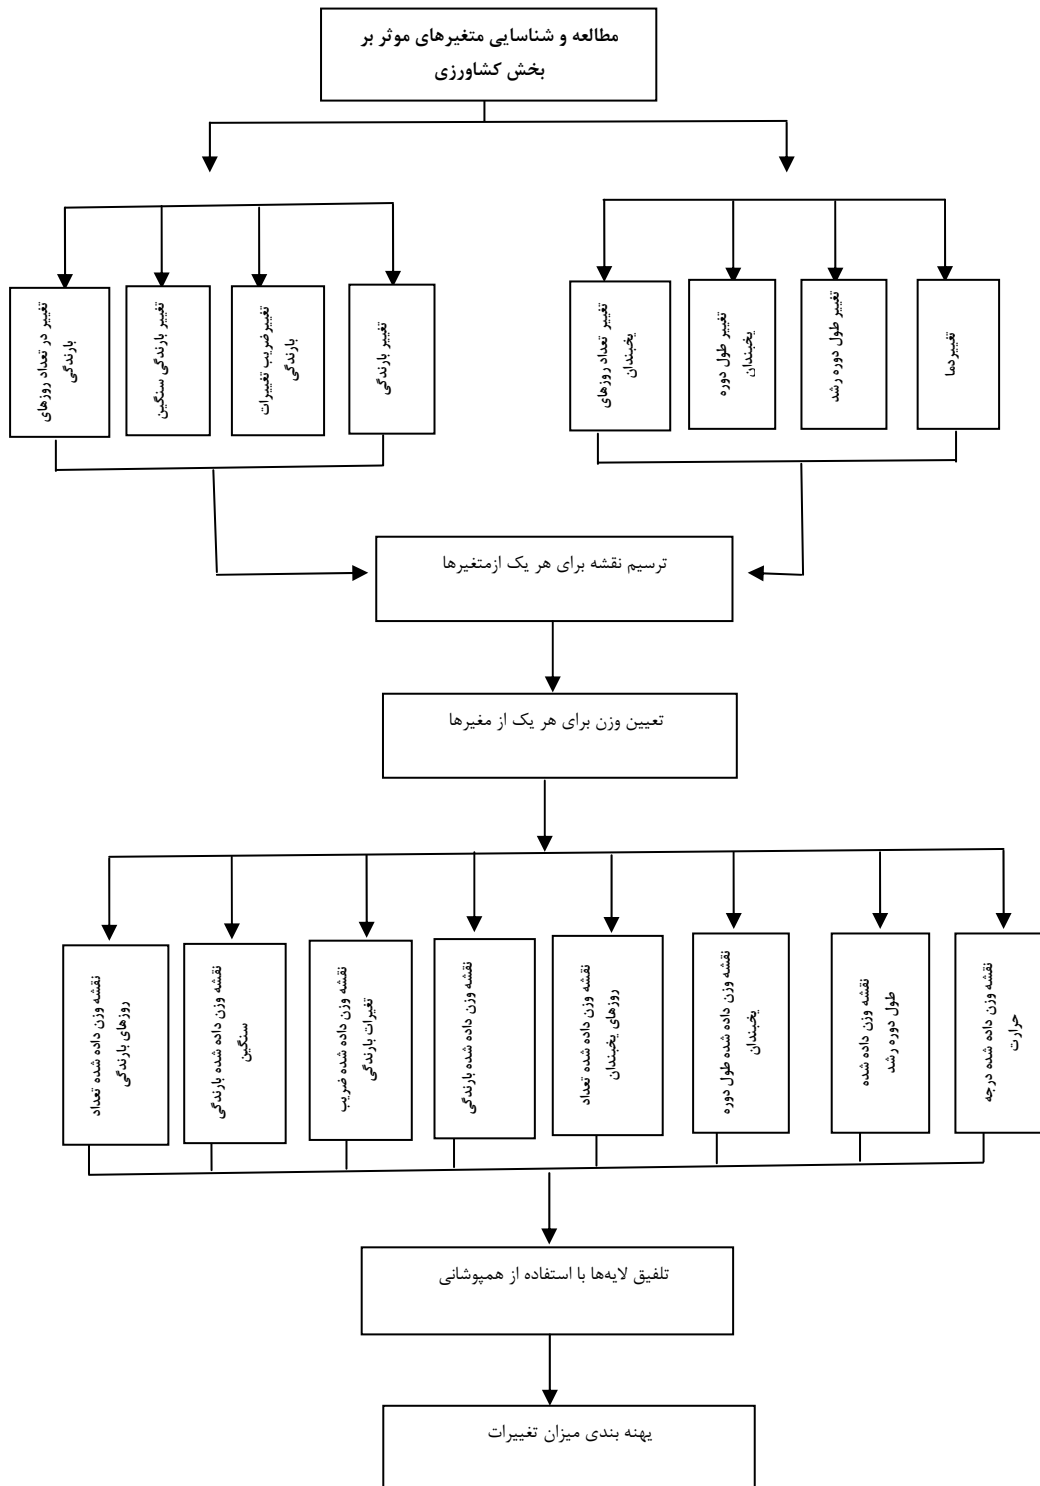 مطالعه و شناسایی متغیرهای موثر بر
بخش کشاورزی
تغییردما
تغییر طول دوره رشد
تغییر طول دوره
یخبندان
تغییر تعداد روزهای
یخبندان
تغییر بارندگی
تغییرضریب تغییرات
بارندگی
تغییر بارندگی سنگین
تغییر در تعداد روزهای
بارندگی
ترسیم نقشه برای هر یک ازمتغیرها
تعیین وزن برای هر یک از مغیرها
نقشه وزن داده شده درجه
حرارت
نقشه وزن داده شده
طول دوره رشد
نقشه وزن داده شده طول دوره
یخبندان
نقشه وزن داده شده تعداد
روزهای یخبندان
نقشه وزن داده شده بارندگی
نقشه وزن داده شده ضریب
تغیرات بارندگی
نقشه وزن داده شده بارندگی
سنگین
نقشه وزن داده شده تعداد
روزهای بارندگی
تلفیق لایه‌ها با استفاده از همپوشانی
پهنه بندی میزان تغییرات